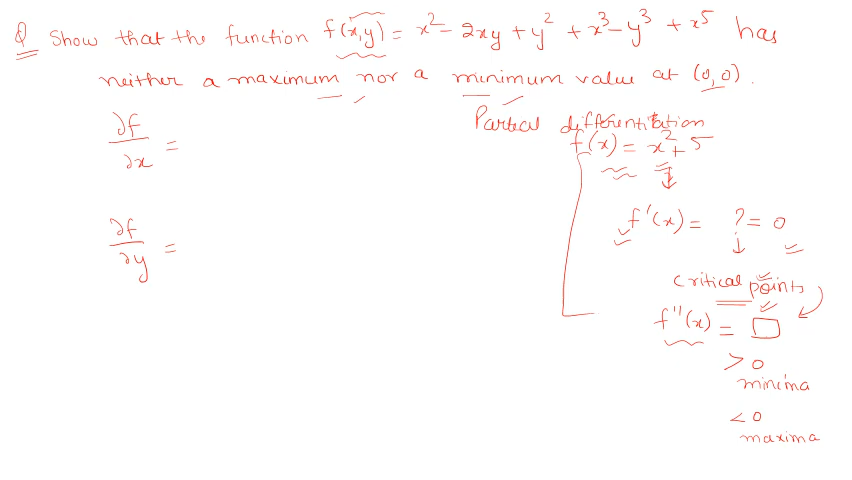 Q Show that the function f(x,y) = x² - 2xy + y² + x³ - y³ + x⁵ has
neither a maximum nor a minimum value at (0,0).
Partial differentiation
∂f/∂x =
f(x) = x² + 5
f'(x) = ? = 0
∂f/∂y =
critical points
f''(x) = □
> 0
minima
< 0
maxima